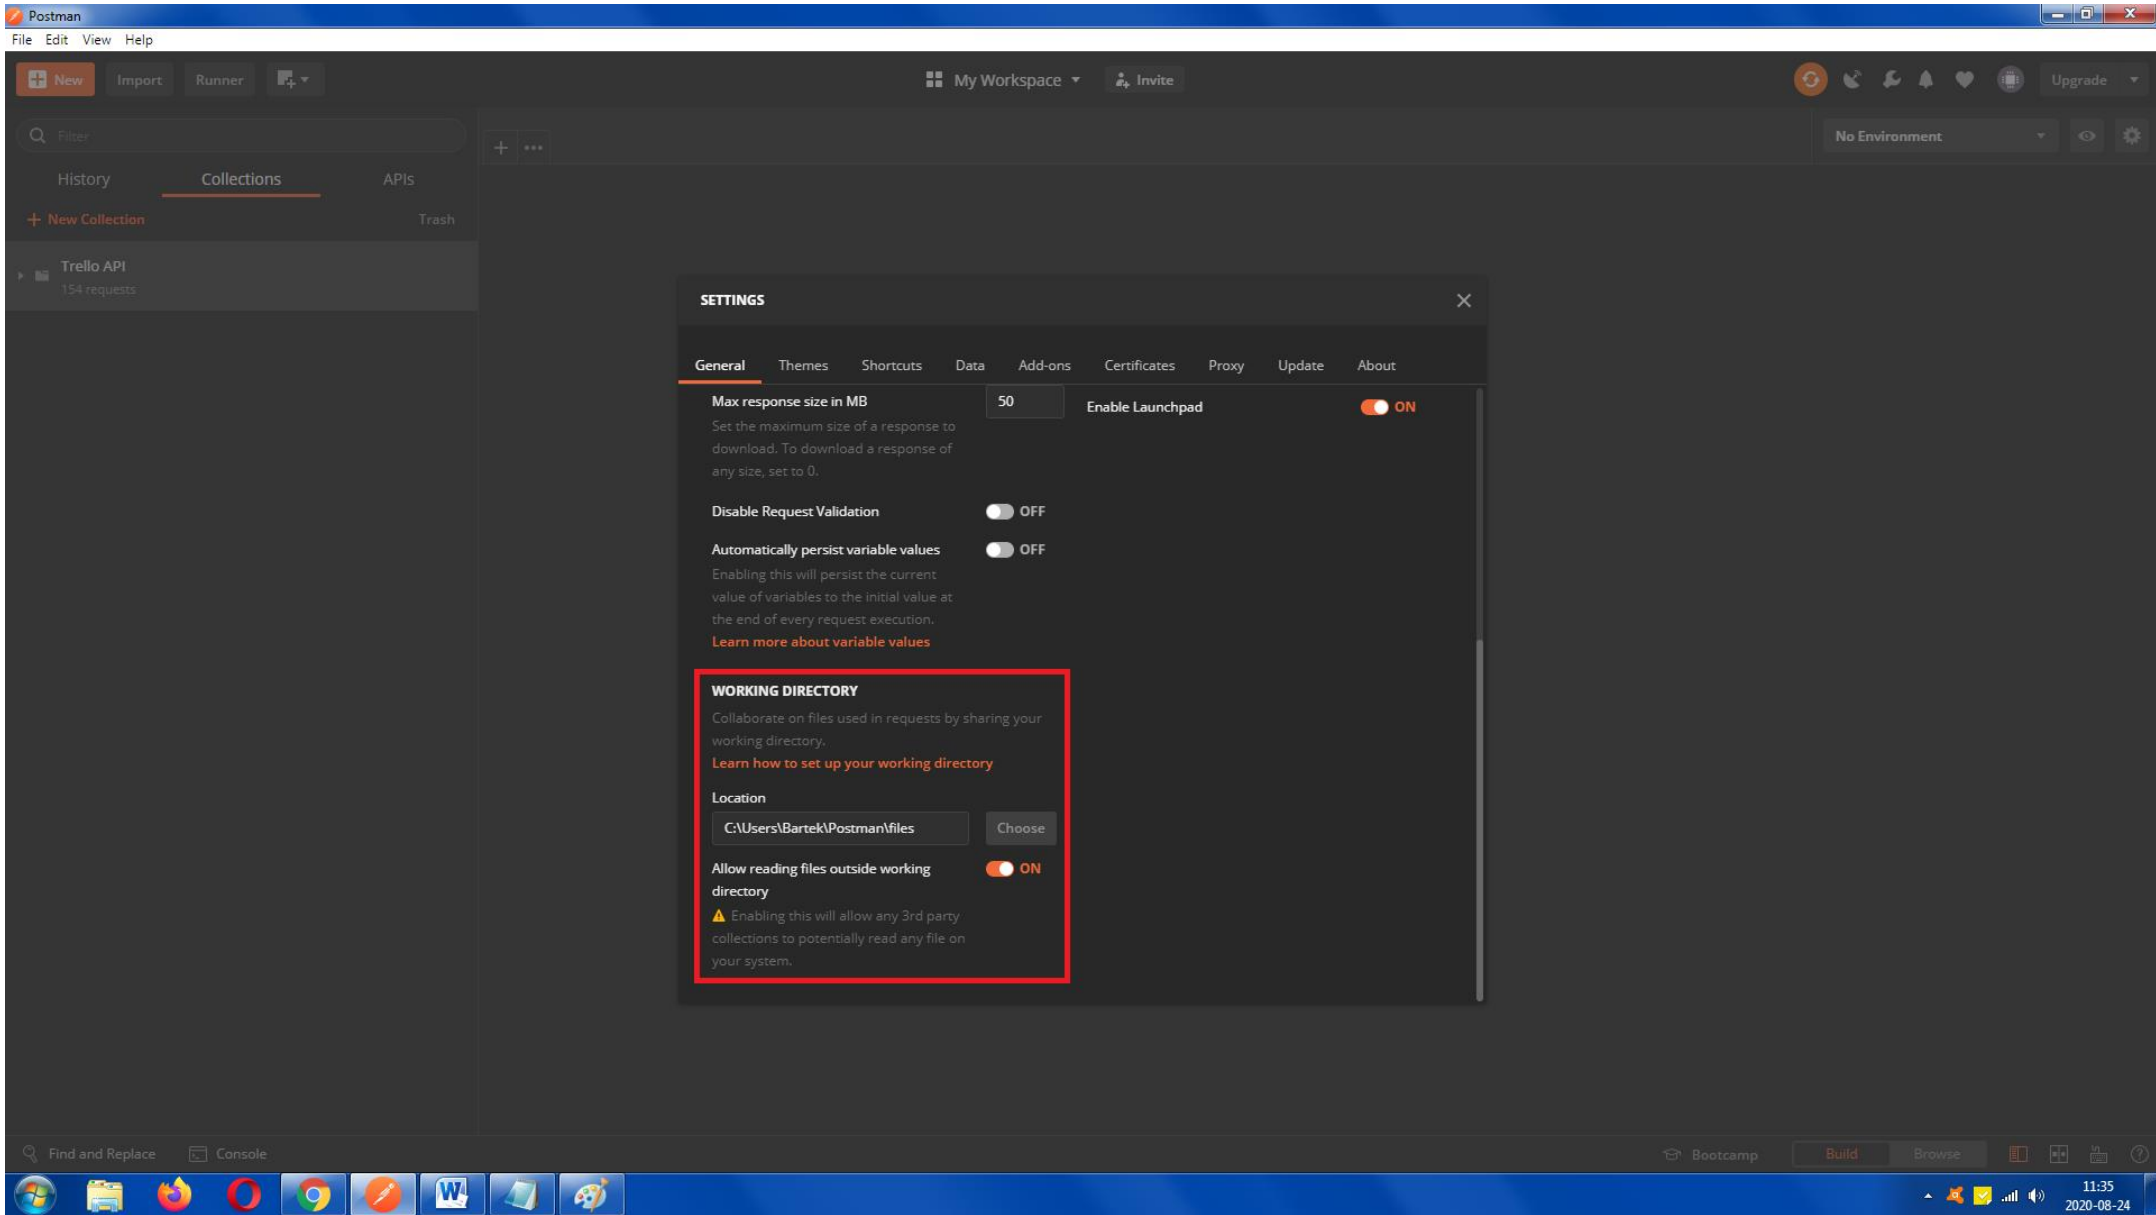 Postman
File Edit View Help
New Import Runner
My Workspace Invite
Upgrade
Filter
No Environment
History Collections APIs
+ New Collection Trash
Trello API
154 requests
SETTINGS
General Themes Shortcuts Data Add-ons Certificates Proxy Update About
Max response size in MB 50
Set the maximum size of a response to
download. To download a response of
any size, set to 0.
Enable Launchpad ON
Disable Request Validation OFF
Automatically persist variable values OFF
Enabling this will persist the current
value of variables to the initial value at
the end of every request execution.
Learn more about variable values
WORKING DIRECTORY
Collaborate on files used in requests by sharing your
working directory.
Learn how to set up your working directory
Location
C:\Users\Bartek\Postman\files Choose
Allow reading files outside working ON
directory
Enabling this will allow any 3rd party
collections to potentially read any file on
your system.
Find and Replace Console
Bootcamp Build Browse
11:35
2020-08-24